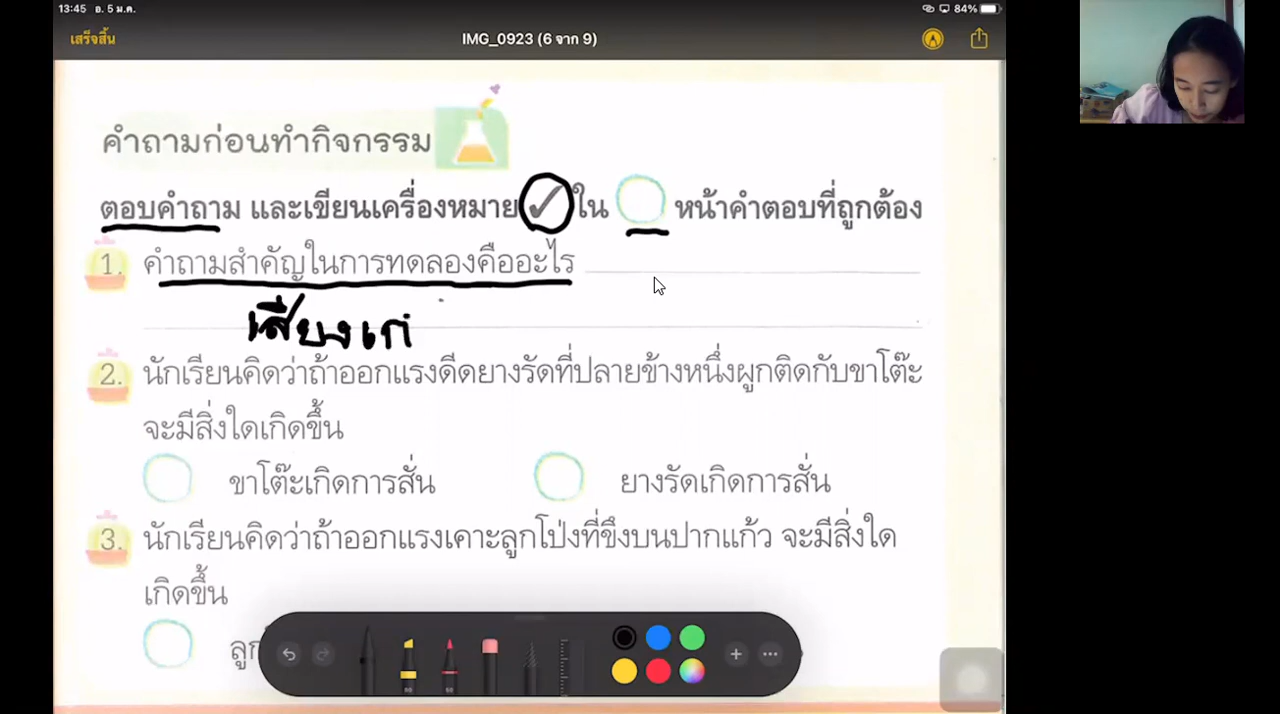 13:45 อ. 5 ม.ค.
84%
เสร็จสิ้น
IMG_0923 (6 จาก 9)
คำถามก่อนทำกิจกรรม
ตอบคำถาม และเขียนเครื่องหมาย ✓ ใน หน้าคำตอบที่ถูกต้อง
1. คำถามสำคัญในการทดลองคืออะไร
เสียงเก
2. นักเรียนคิดว่าถ้าออกแรงดีดยางรัดที่ปลายข้างหนึ่งผูกติดกับขาโต๊ะ
จะมีสิ่งใดเกิดขึ้น
ขาโต๊ะเกิดการสั่น ยางรัดเกิดการสั่น
3. นักเรียนคิดว่าถ้าออกแรงเคาะลูกโป่งที่ขึงบนปากแก้ว จะมีสิ่งใด
เกิดขึ้น